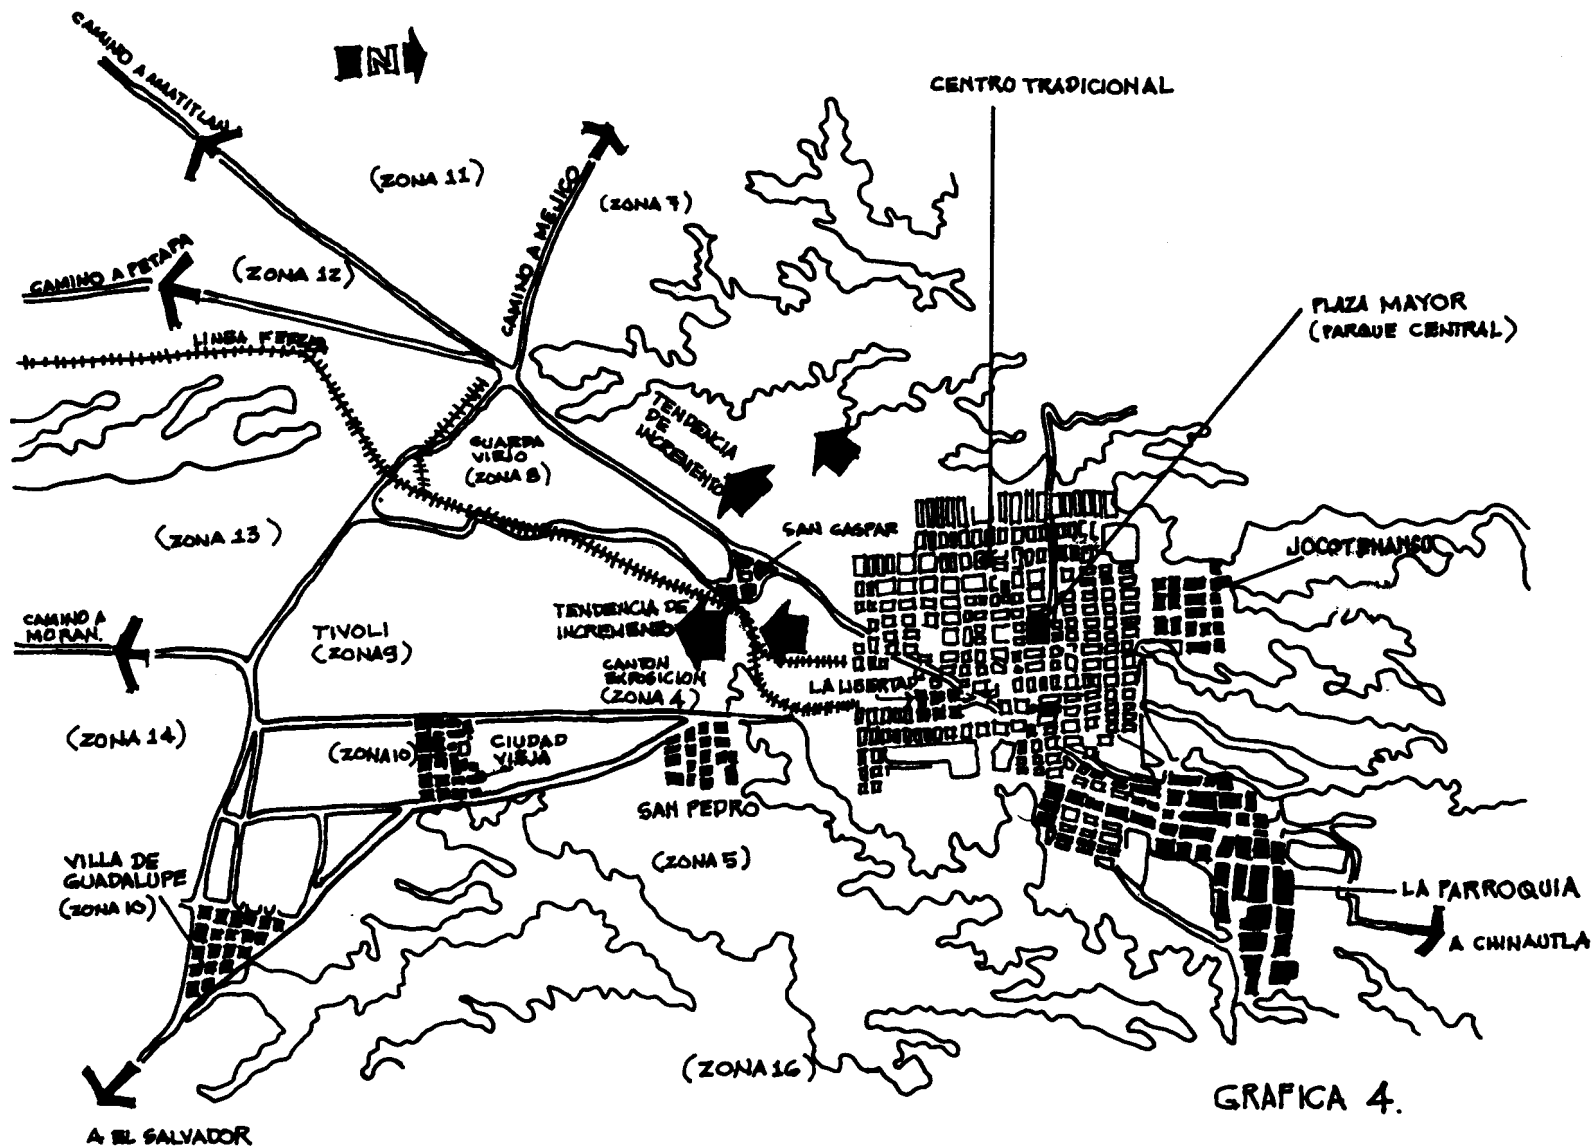 CAMINO A AMATITLAN
N
CENTRO TRADICIONAL
(ZONA 11)
CAMINO A MEJICO
(ZONA 7)
CAMINO A PETAPA
(ZONA 12)
PLAZA MAYOR
(PARQUE CENTRAL)
LINEA FERREA
TENDENCIA
DE
INCREMENTO
GUARDA
VIEJO
(ZONA 8)
(ZONA 13)
SAN GASPAR
JOCOTENANGO
CAMINO A
MORAN.
TIVOLI
(ZONA 9)
TENDENCIA DE
INCREMENTO
CANTON
EXPOSICION
(ZONA 4)
LA LIBERTAD
(ZONA 14)
(ZONA 10)
CIUDAD
VIEJA
SAN PEDRO
(ZONA 5)
VILLA DE
GUADALUPE
(ZONA 10)
LA PARROQUIA
A CHINAUTLA
(ZONA 16)
GRAFICA 4.
A EL SALVADOR